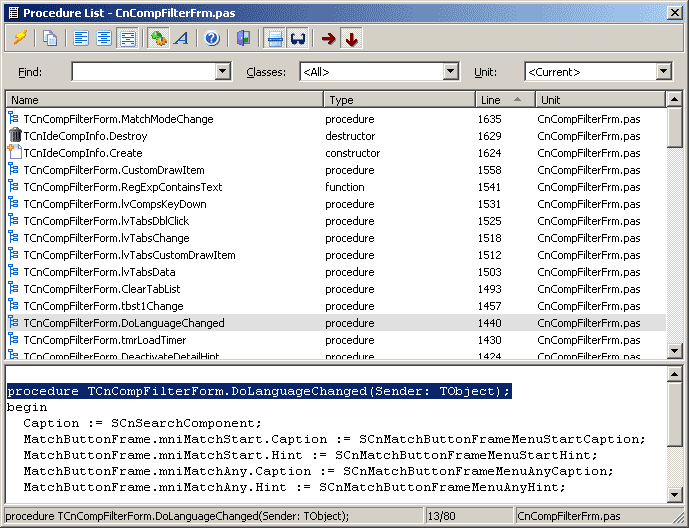 Procedure List - CnCompFilterFrm.pas
Find: Classes: <All> Unit: <Current>
Name Type Line Unit
TCnCompFilterForm.MatchModeChange procedure 1635 CnCompFilterFrm.pas
TCnIdeCompInfo.Destroy destructor 1629 CnCompFilterFrm.pas
TCnIdeCompInfo.Create constructor 1624 CnCompFilterFrm.pas
TCnCompFilterForm.CustomDrawItem procedure 1558 CnCompFilterFrm.pas
TCnCompFilterForm.RegExpContainsText function 1541 CnCompFilterFrm.pas
TCnCompFilterForm.lvCompsKeyDown procedure 1531 CnCompFilterFrm.pas
TCnCompFilterForm.lvTabsDblClick procedure 1525 CnCompFilterFrm.pas
TCnCompFilterForm.lvTabsChange procedure 1518 CnCompFilterFrm.pas
TCnCompFilterForm.lvTabsCustomDrawItem procedure 1512 CnCompFilterFrm.pas
TCnCompFilterForm.lvTabsData procedure 1503 CnCompFilterFrm.pas
TCnCompFilterForm.ClearTabList procedure 1493 CnCompFilterFrm.pas
TCnCompFilterForm.tbst1Change procedure 1457 CnCompFilterFrm.pas
TCnCompFilterForm.DoLanguageChanged procedure 1440 CnCompFilterFrm.pas
TCnCompFilterForm.tmrLoadTimer procedure 1430 CnCompFilterFrm.pas
TCnCompFilterForm.DeactivateDetailHint procedure 1424 CnCompFilterFrm.pas
procedure TCnCompFilterForm.DoLanguageChanged(Sender: TObject);
begin
Caption := SCnSearchComponent;
MatchButtonFrame.mniMatchStart.Caption := SCnMatchButtonFrameMenuStartCaption;
MatchButtonFrame.mniMatchStart.Hint := SCnMatchButtonFrameMenuStartHint;
MatchButtonFrame.mniMatchAny.Caption := SCnMatchButtonFrameMenuAnyCaption;
MatchButtonFrame.mniMatchAny.Hint := SCnMatchButtonFrameMenuAnyHint;
procedure TCnCompFilterForm.DoLanguageChanged(Sender: TObject); 13/80 CnCompFilterFrm.pas